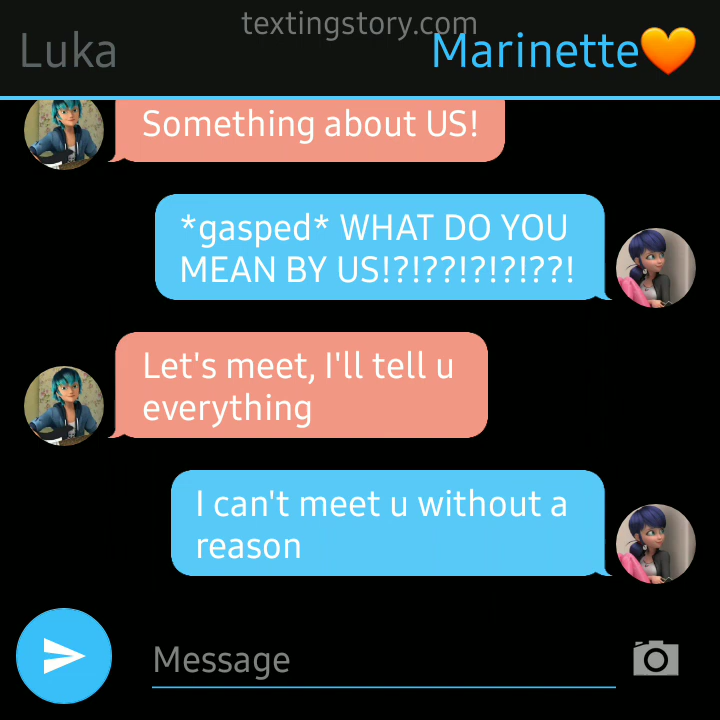 textingstory.com
Luka
Marinette🧡
Something about US!
*gasped* WHAT DO YOU
MEAN BY US!?!??!?!?!??!
Let's meet, I'll tell u
everything
I can't meet u without a
reason
Message